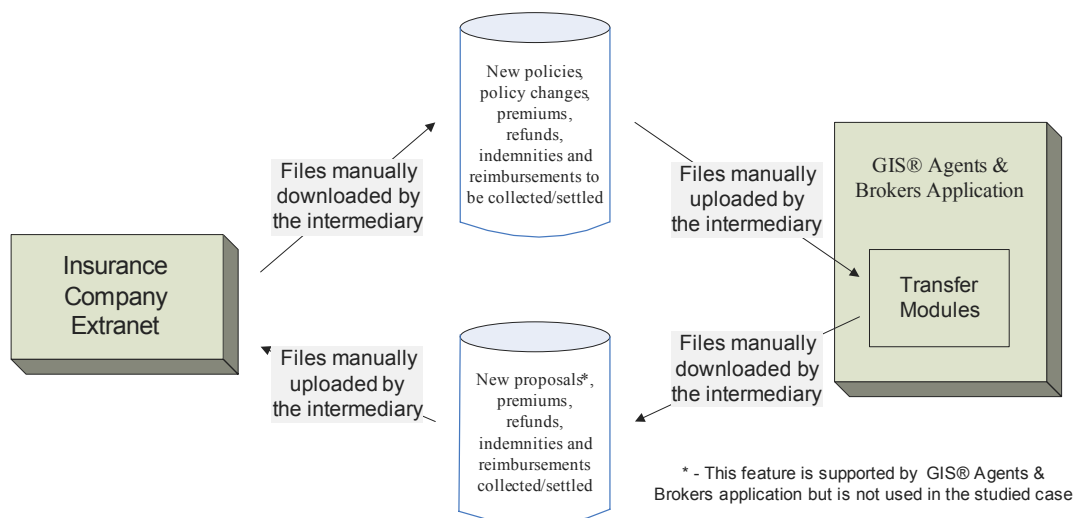 New policies,
policy changes,
premiums,
refunds,
indemnities and
reimbursements to
be collected/settled
Files manually
downloaded by
the intermediary
Files manually
uploaded by
the intermediary
GIS® Agents &
Brokers Application
Transfer
Modules
Insurance
Company
Extranet
Files manually
uploaded by
the intermediary
New proposals*,
premiums,
refunds,
indemnities and
reimbursements
collected/settled
Files manually
downloaded by
the intermediary
* - This feature is supported by GIS® Agents &
Brokers application but is not used in the studied case